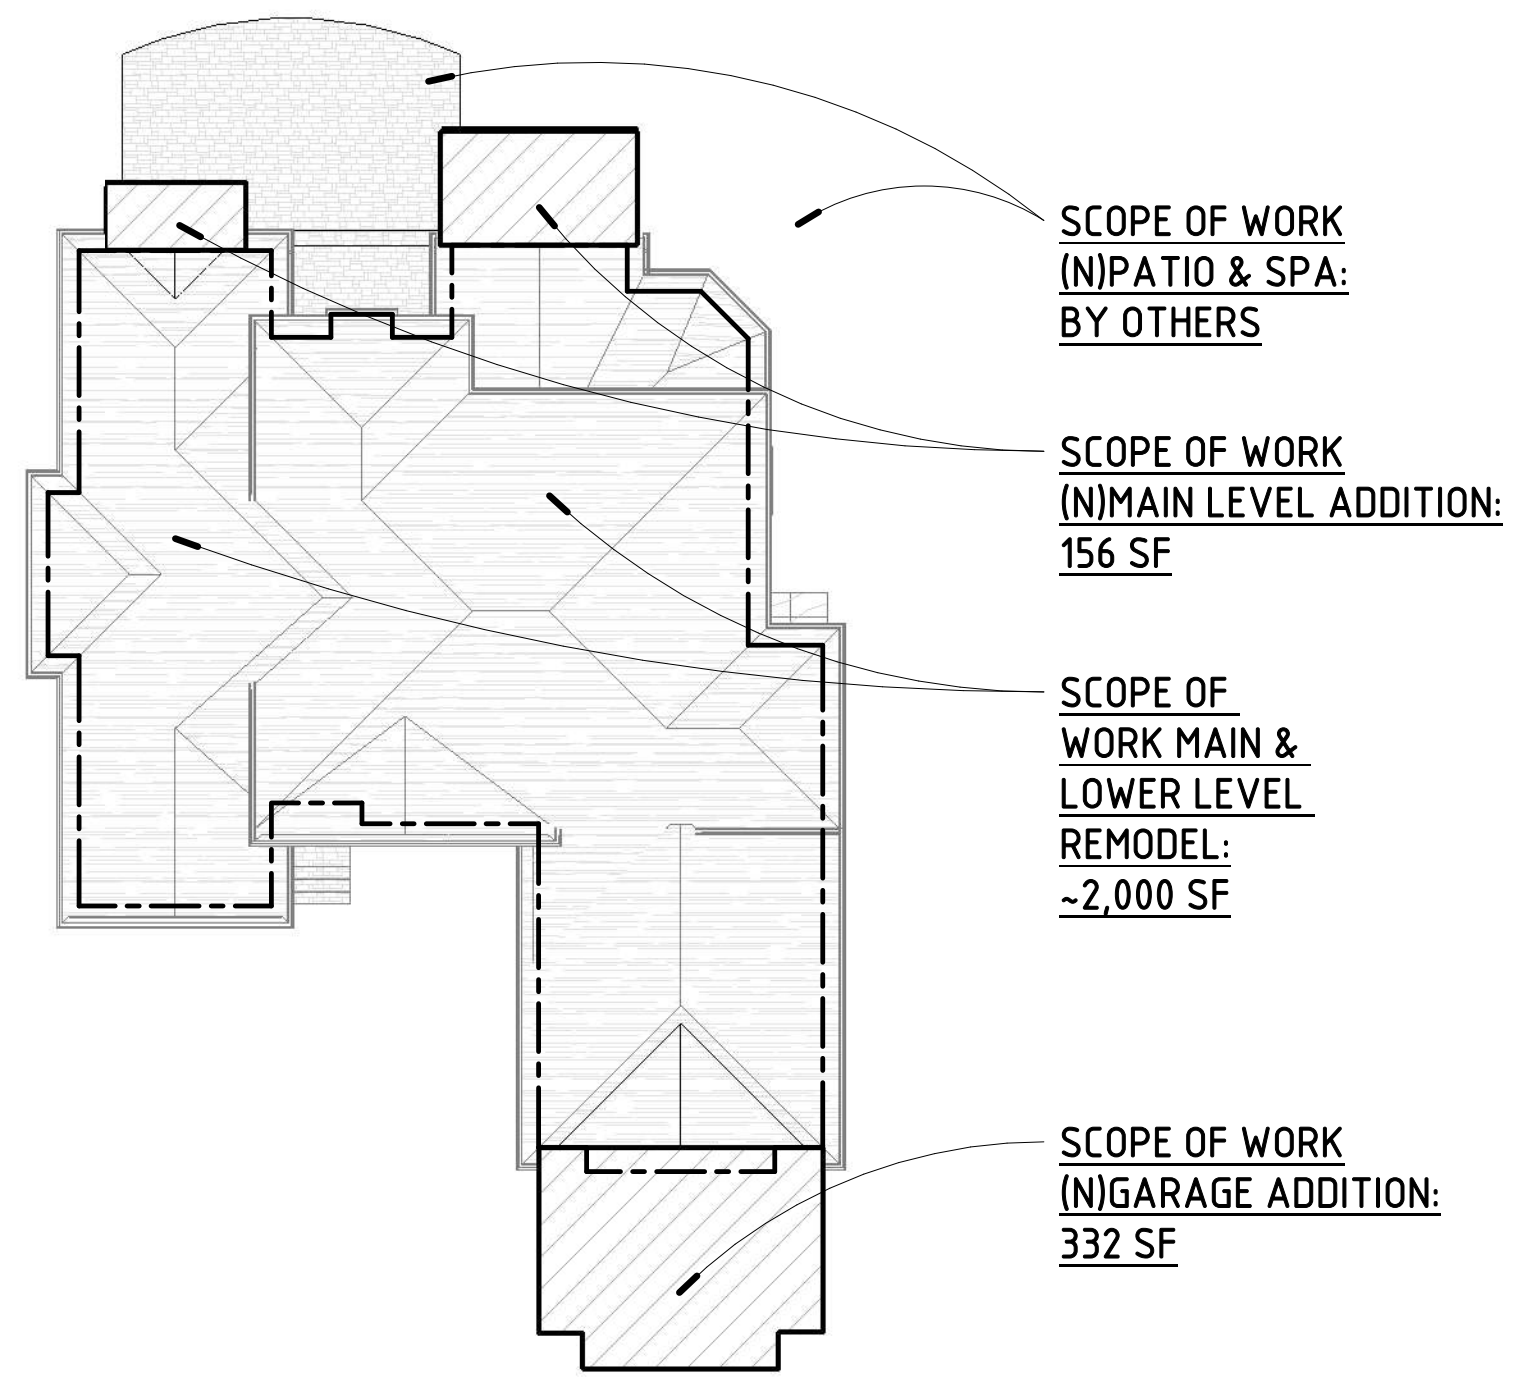 SCOPE OF WORK
(N)PATIO & SPA:
BY OTHERS
SCOPE OF WORK
(N)MAIN LEVEL ADDITION:
156 SF
SCOPE OF
WORK MAIN &
LOWER LEVEL
REMODEL:
~2,000 SF
SCOPE OF WORK
(N)GARAGE ADDITION:
332 SF